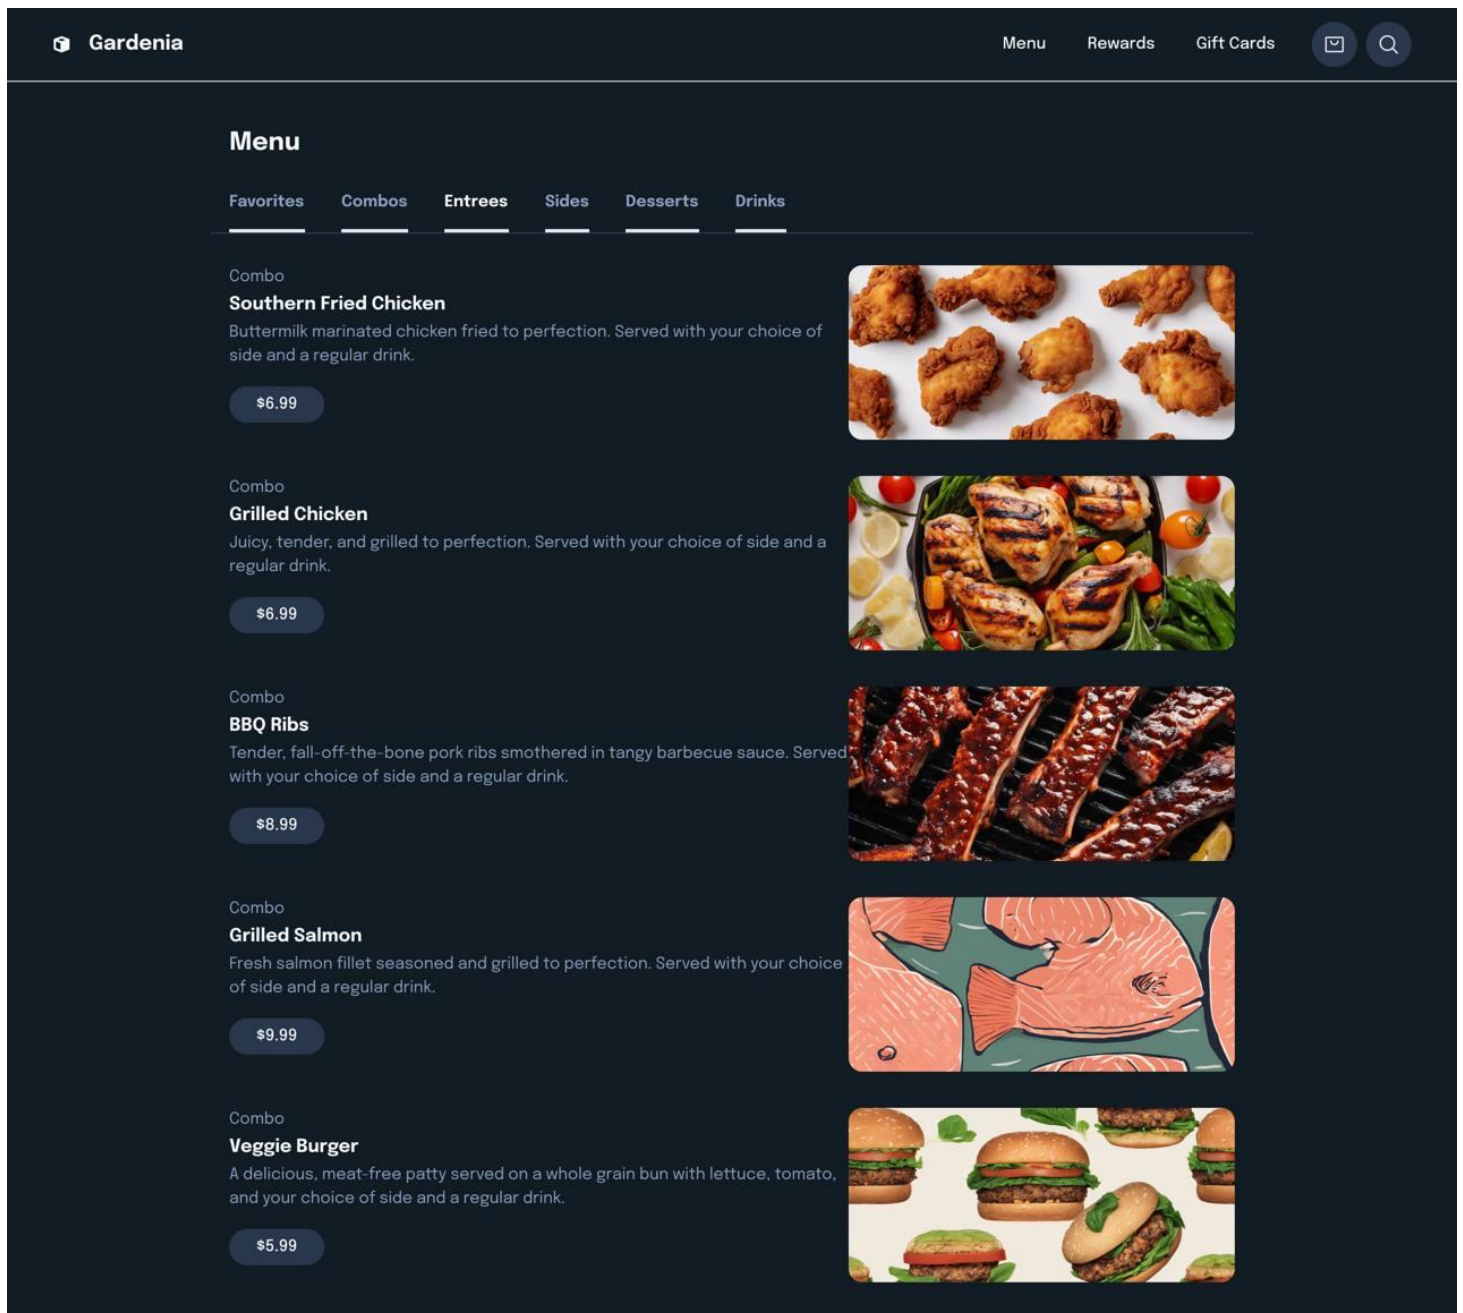 Gardenia
Menu Rewards Gift Cards
Menu
Favorites Combos Entrees Sides Desserts Drinks
Combo
Southern Fried Chicken
Buttermilk marinated chicken fried to perfection. Served with your choice of
side and a regular drink.
$6.99
Combo
Grilled Chicken
Juicy, tender, and grilled to perfection. Served with your choice of side and a
regular drink.
$6.99
Combo
BBQ Ribs
Tender, fall-off-the-bone pork ribs smothered in tangy barbecue sauce. Served
with your choice of side and a regular drink.
$8.99
Combo
Grilled Salmon
Fresh salmon fillet seasoned and grilled to perfection. Served with your choice
of side and a regular drink.
$9.99
Combo
Veggie Burger
A delicious, meat-free patty served on a whole grain bun with lettuce, tomato,
and your choice of side and a regular drink.
$5.99